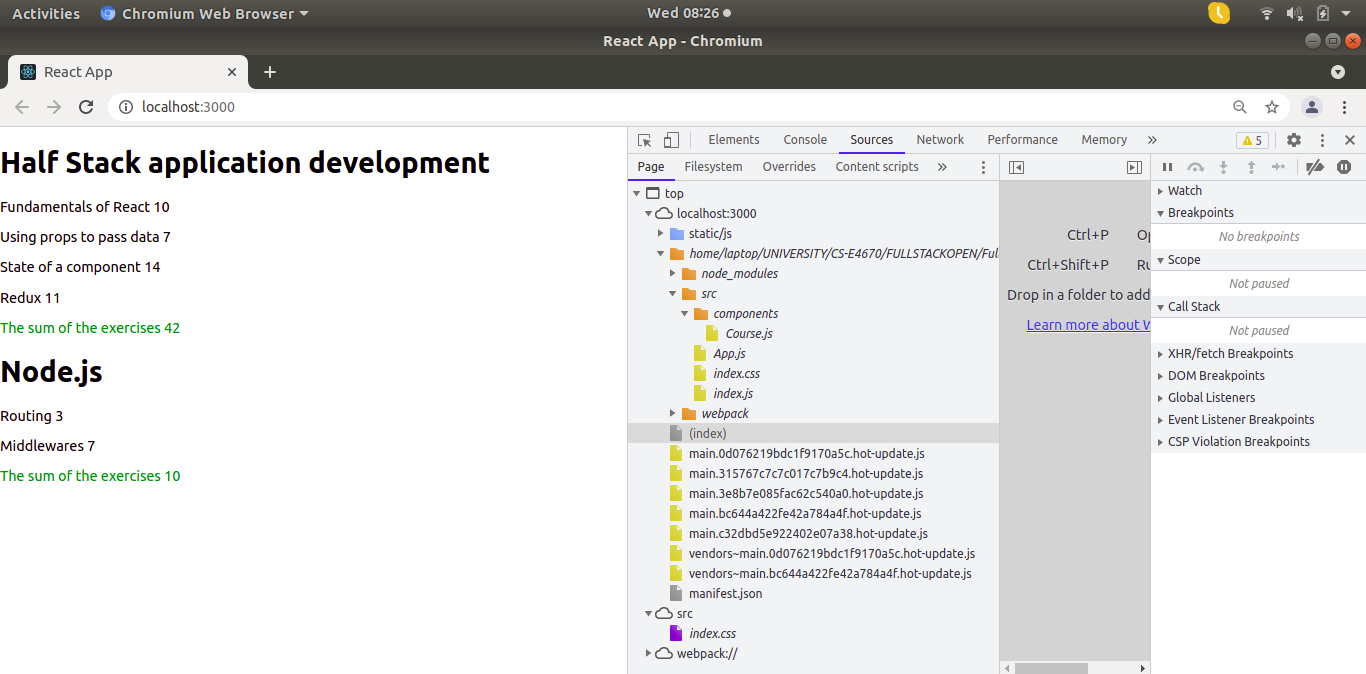 Activities Chromium Web Browser Wed 08:26
React App - Chromium
React App
localhost:3000
Half Stack application development
Fundamentals of React 10
Using props to pass data 7
State of a component 14
Redux 11
The sum of the exercises 42
Node.js
Routing 3
Middlewares 7
The sum of the exercises 10
Elements Console Sources Network Performance Memory » 5
Page Filesystem Overrides Content scripts »
top
localhost:3000
static/js
home/laptop/UNIVERSITY/CS-E4670/FULLSTACKOPEN/Ful
node_modules
src
components
Course.js
App.js
index.css
index.js
webpack
(index)
main.0d076219bdc1f9170a5c.hot-update.js
main.315767c7c7c017c7b9c4.hot-update.js
main.3e8b7e085fac62c540a0.hot-update.js
main.bc644a422fe42a784a4f.hot-update.js
main.c32dbd5e922402e07a38.hot-update.js
vendors~main.0d076219bdc1f9170a5c.hot-update.js
vendors~main.bc644a422fe42a784a4f.hot-update.js
manifest.json
src
index.css
webpack://
Ctrl+P Op
Ctrl+Shift+P Ru
Drop in a folder to add
Learn more about W
Watch
Breakpoints
No breakpoints
Scope
Not paused
Call Stack
Not paused
XHR/fetch Breakpoints
DOM Breakpoints
Global Listeners
Event Listener Breakpoints
CSP Violation Breakpoints